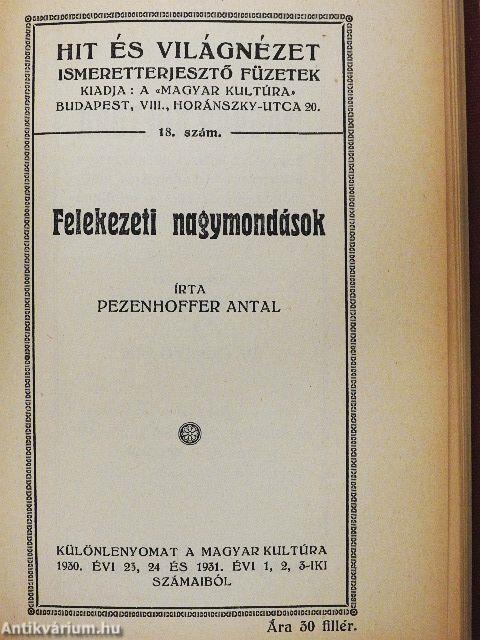 HIT ÉS VILÁGNÉZET
ISMERETTERJESZTŐ FÜZETEK
KIADJA : A «MAGYAR KULTÚRA»
BUDAPEST, VIII., HORÁNSZKY-UTCA 20.
18. szám.
Felekezeti nagymondások
ÍRTA
PEZENHOFFER ANTAL
KÜLÖNLENYOMAT A MAGYAR KULTÚRA
1930. ÉVI 23, 24 ÉS 1931. ÉVI 1, 2, 3-IKI
SZÁMAIBÓL
Ára 30 fillér.
Antikvárium.hu